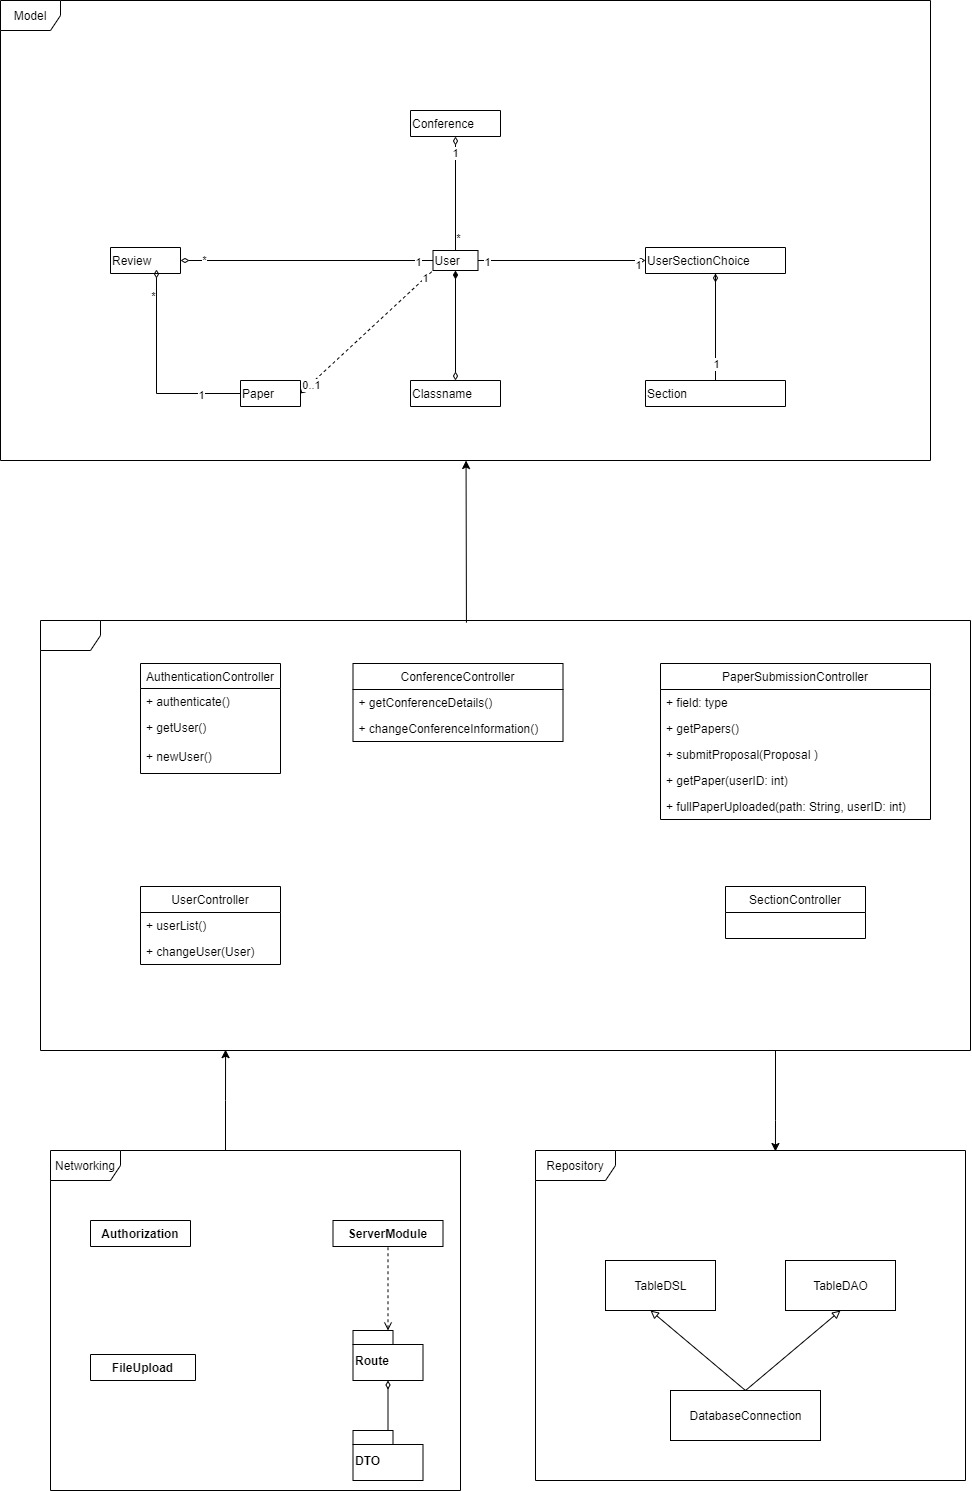 Model
Conference
1
*
Review
*
1
User
1
1
UserSectionChoice
*
1
0..1
1
Paper
1
Classname
1
Section
AuthenticationController
+ authenticate()
+ getUser()
+ newUser()
ConferenceController
+ getConferenceDetails()
+ changeConferenceInformation()
PaperSubmissionController
+ field: type
+ getPapers()
+ submitProposal(Proposal )
+ getPaper(userID: int)
+ fullPaperUploaded(path: String, userID: int)
UserController
+ userList()
+ changeUser(User)
SectionController
Networking
Authorization
ServerModule
FileUpload
Route
DTO
Repository
TableDSL
TableDAO
DatabaseConnection